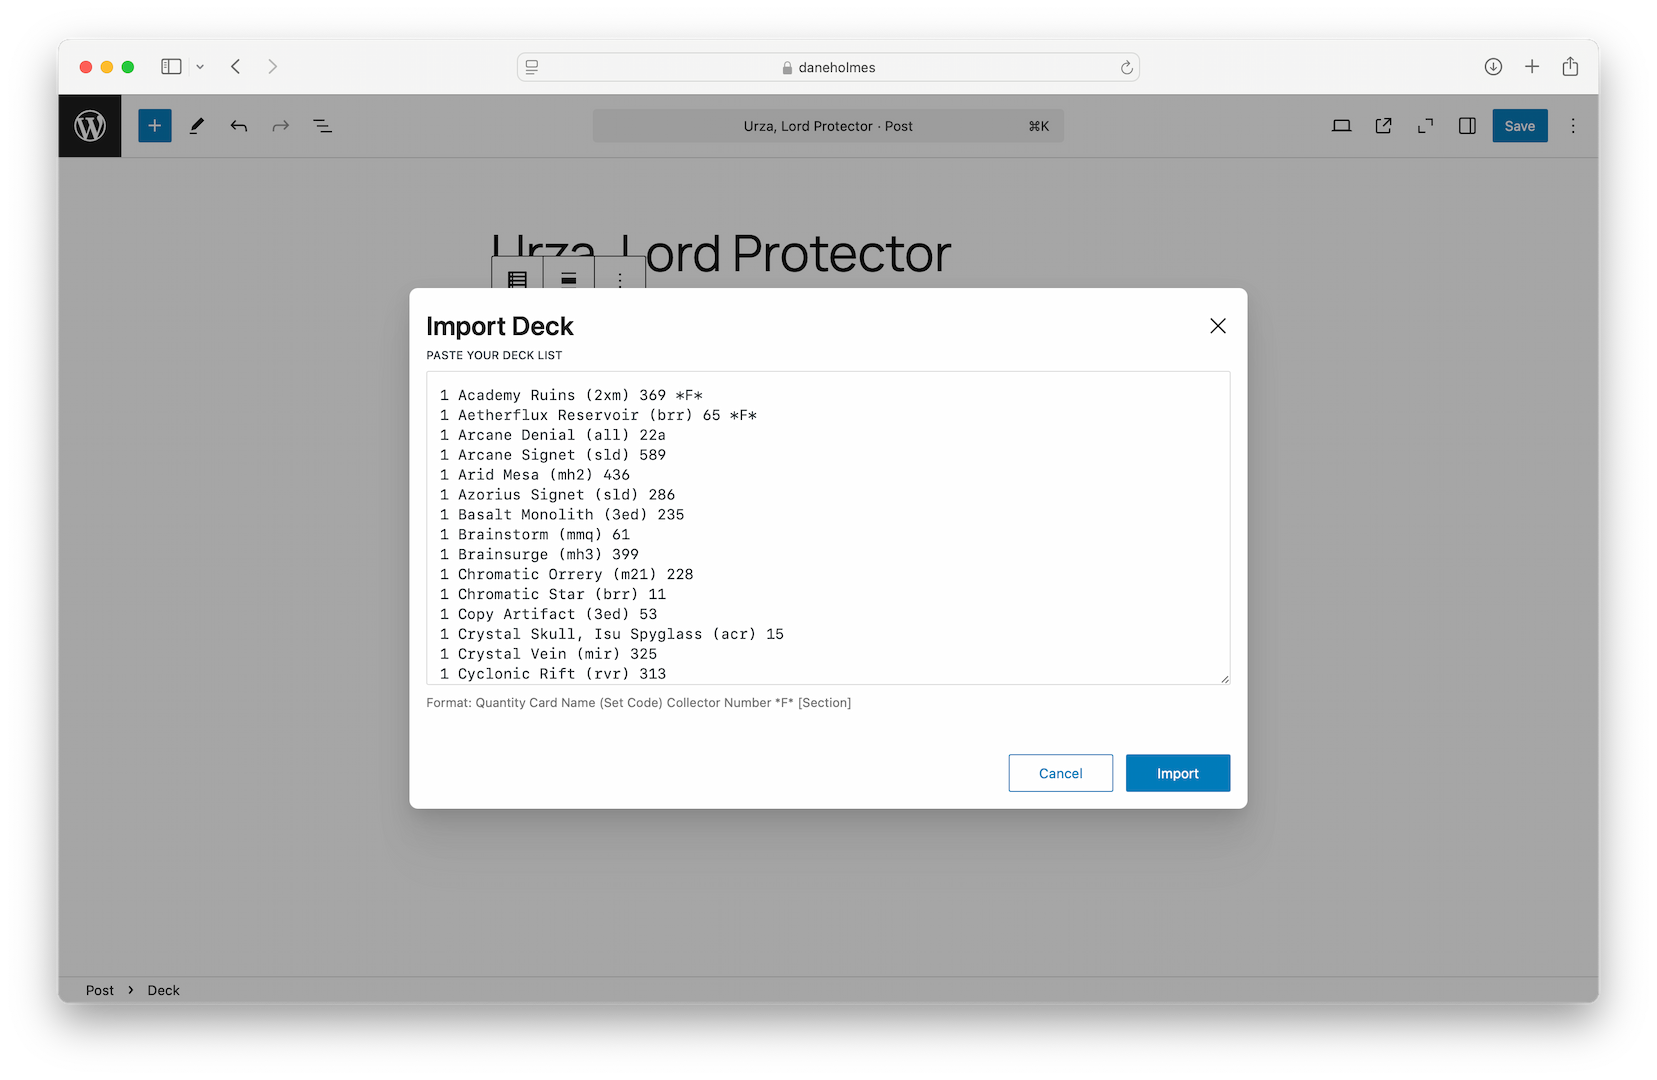 daneholmes
Urza, Lord Protector · Post
⌘K
Save
Urza, Lord Protector
Import Deck
PASTE YOUR DECK LIST
1 Academy Ruins (2xm) 369 *F*
1 Aetherflux Reservoir (brr) 65 *F*
1 Arcane Denial (all) 22a
1 Arcane Signet (sld) 589
1 Arid Mesa (mh2) 436
1 Azorius Signet (sld) 286
1 Basalt Monolith (3ed) 235
1 Brainstorm (mmq) 61
1 Brainsurge (mh3) 399
1 Chromatic Orrery (m21) 228
1 Chromatic Star (brr) 11
1 Copy Artifact (3ed) 53
1 Crystal Skull, Isu Spyglass (acr) 15
1 Crystal Vein (mir) 325
1 Cyclonic Rift (rvr) 313
Format: Quantity Card Name (Set Code) Collector Number *F* [Section]
Cancel
Import
Post › Deck